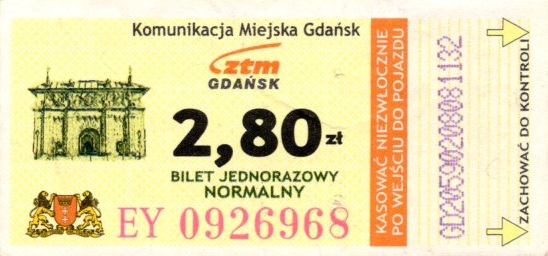 Komunikacja Miejska Gdańsk
ztm
GDAŃSK
2,80 zł
BILET JEDNORAZOWY
NORMALNY
EY 0926968
KASOWAĆ NIEZWŁOCZNIE
PO WEJŚCIU DO POJAZDU
GD20590208081132
ZACHOWAĆ DO KONTROLI